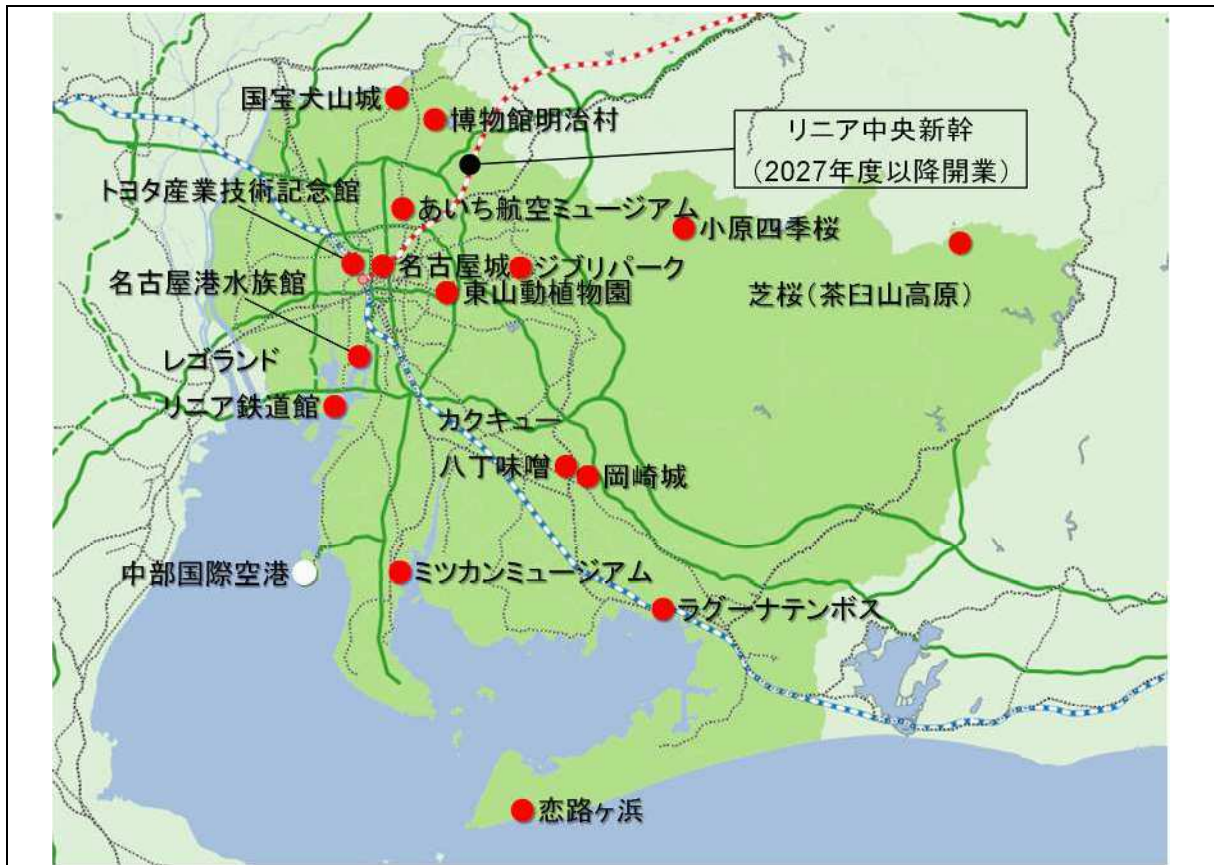 国宝犬山城
博物館明治村
リニア中央新幹
（2027年度以降開業）
トヨタ産業技術記念館
あいち航空ミュージアム
小原四季桜
名古屋城
ジブリパーク
名古屋港水族館
東山動植物園
芝桜（茶臼山高原）
レゴランド
リニア鉄道館
カクキュー
八丁味噌
岡崎城
中部国際空港
ミツカンミュージアム
ラグーナテンボス
恋路ヶ浜